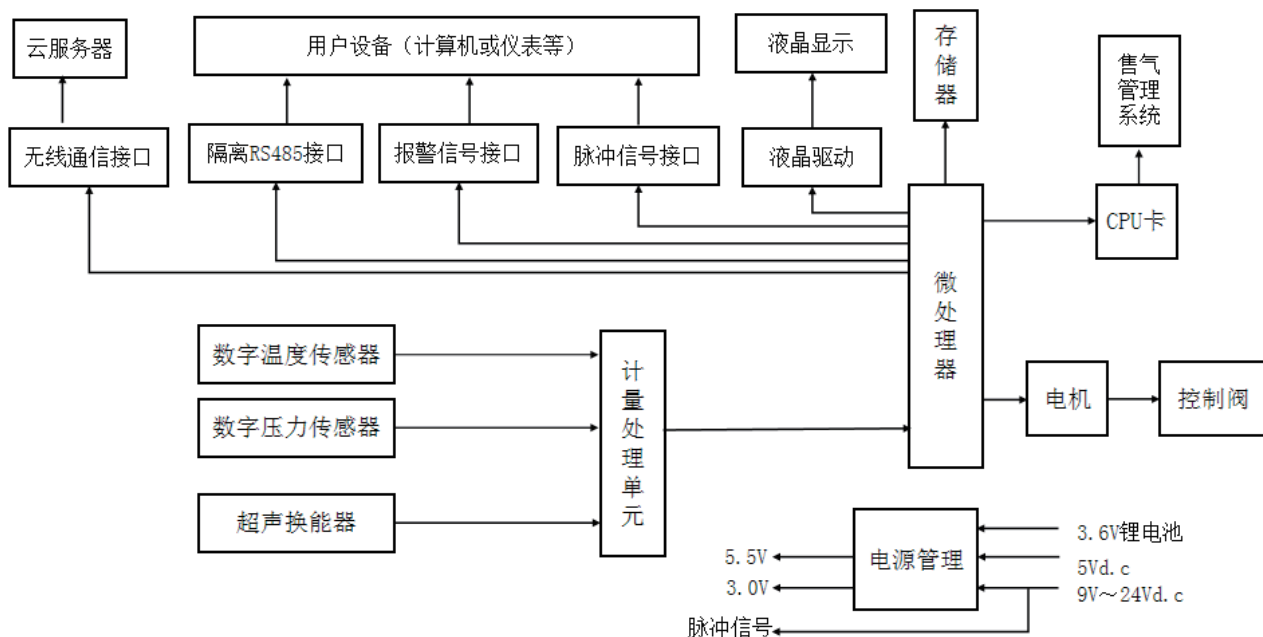 云服务器
用户设备（计算机或仪表等）
液晶显示
存
储
器
售气
管理
系统
无线通信接口
隔离RS485接口
报警信号接口
脉冲信号接口
液晶驱动
CPU卡
微
处
理
器
数字温度传感器
数字压力传感器
超声换能器
计
量
处
理
单
元
电机
控制阀
电源管理
3.6V锂电池
5Vd.c
9V～24Vd.c
5.5V
3.0V
脉冲信号